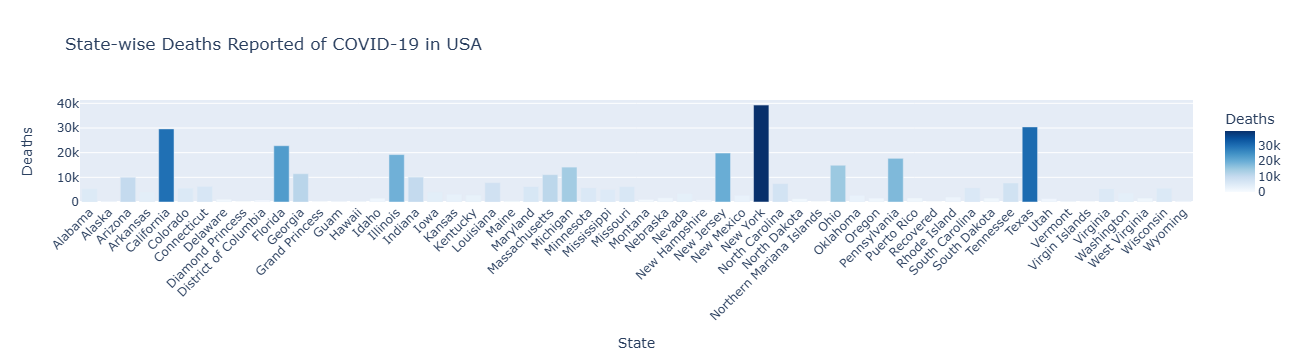 State-wise Deaths Reported of COVID-19 in USA
Deaths
40k
30k
20k
10k
0
Alabama
Alaska
Arizona
Arkansas
California
Colorado
Connecticut
Delaware
Diamond Princess
District of Columbia
Florida
Georgia
Grand Princess
Guam
Hawaii
Idaho
Illinois
Indiana
Iowa
Kansas
Kentucky
Louisiana
Maine
Maryland
Massachusetts
Michigan
Minnesota
Mississippi
Missouri
Montana
Nebraska
Nevada
New Hampshire
New Jersey
New Mexico
New York
North Carolina
North Dakota
Northern Mariana Islands
Ohio
Oklahoma
Oregon
Pennsylvania
Puerto Rico
Recovered
Rhode Island
South Carolina
South Dakota
Tennessee
Texas
Utah
Vermont
Virgin Islands
Virginia
Washington
West Virginia
Wisconsin
Wyoming
State
Deaths
30k
20k
10k
0